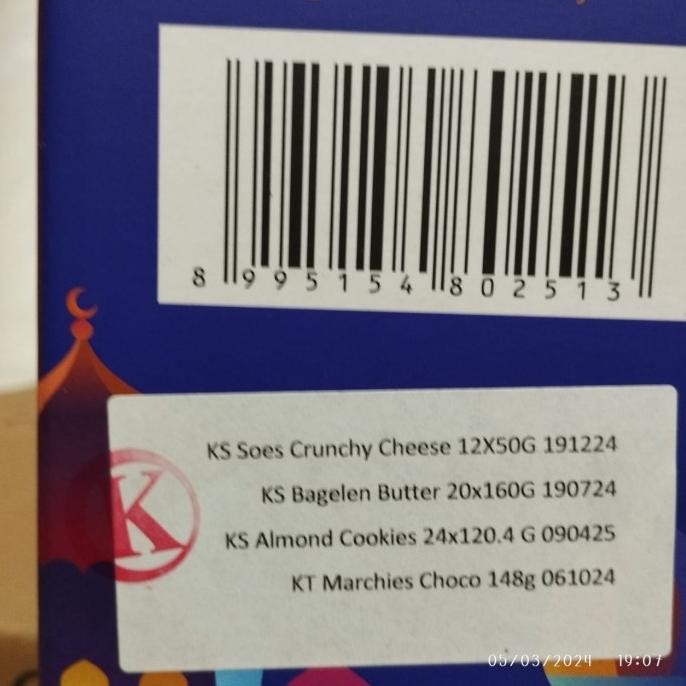 8 995154 802513
KS Soes Crunchy Cheese 12X50G 191224
KS Bagelen Butter 20x160G 190724
KS Almond Cookies 24x120.4 G 090425
KT Marchies Choco 148g 061024
K
05/03/2024 19:07